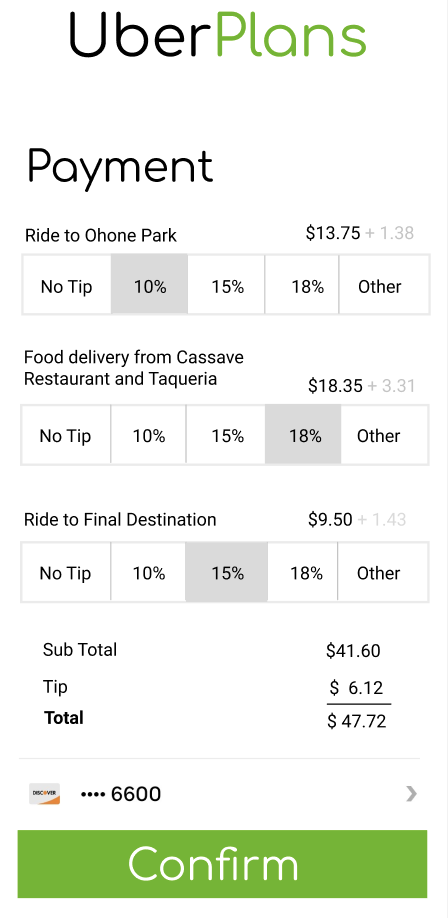 UberPlans
Payment
Ride to Ohone Park $13.75 + 1.38
No Tip 10% 15% 18% Other
Food delivery from Cassave
Restaurant and Taqueria $18.35 + 3.31
No Tip 10% 15% 18% Other
Ride to Final Destination $9.50 + 1.43
No Tip 10% 15% 18% Other
Sub Total $41.60
Tip $ 6.12
Total $ 47.72
DISCOVER •••• 6600 ›
Confirm